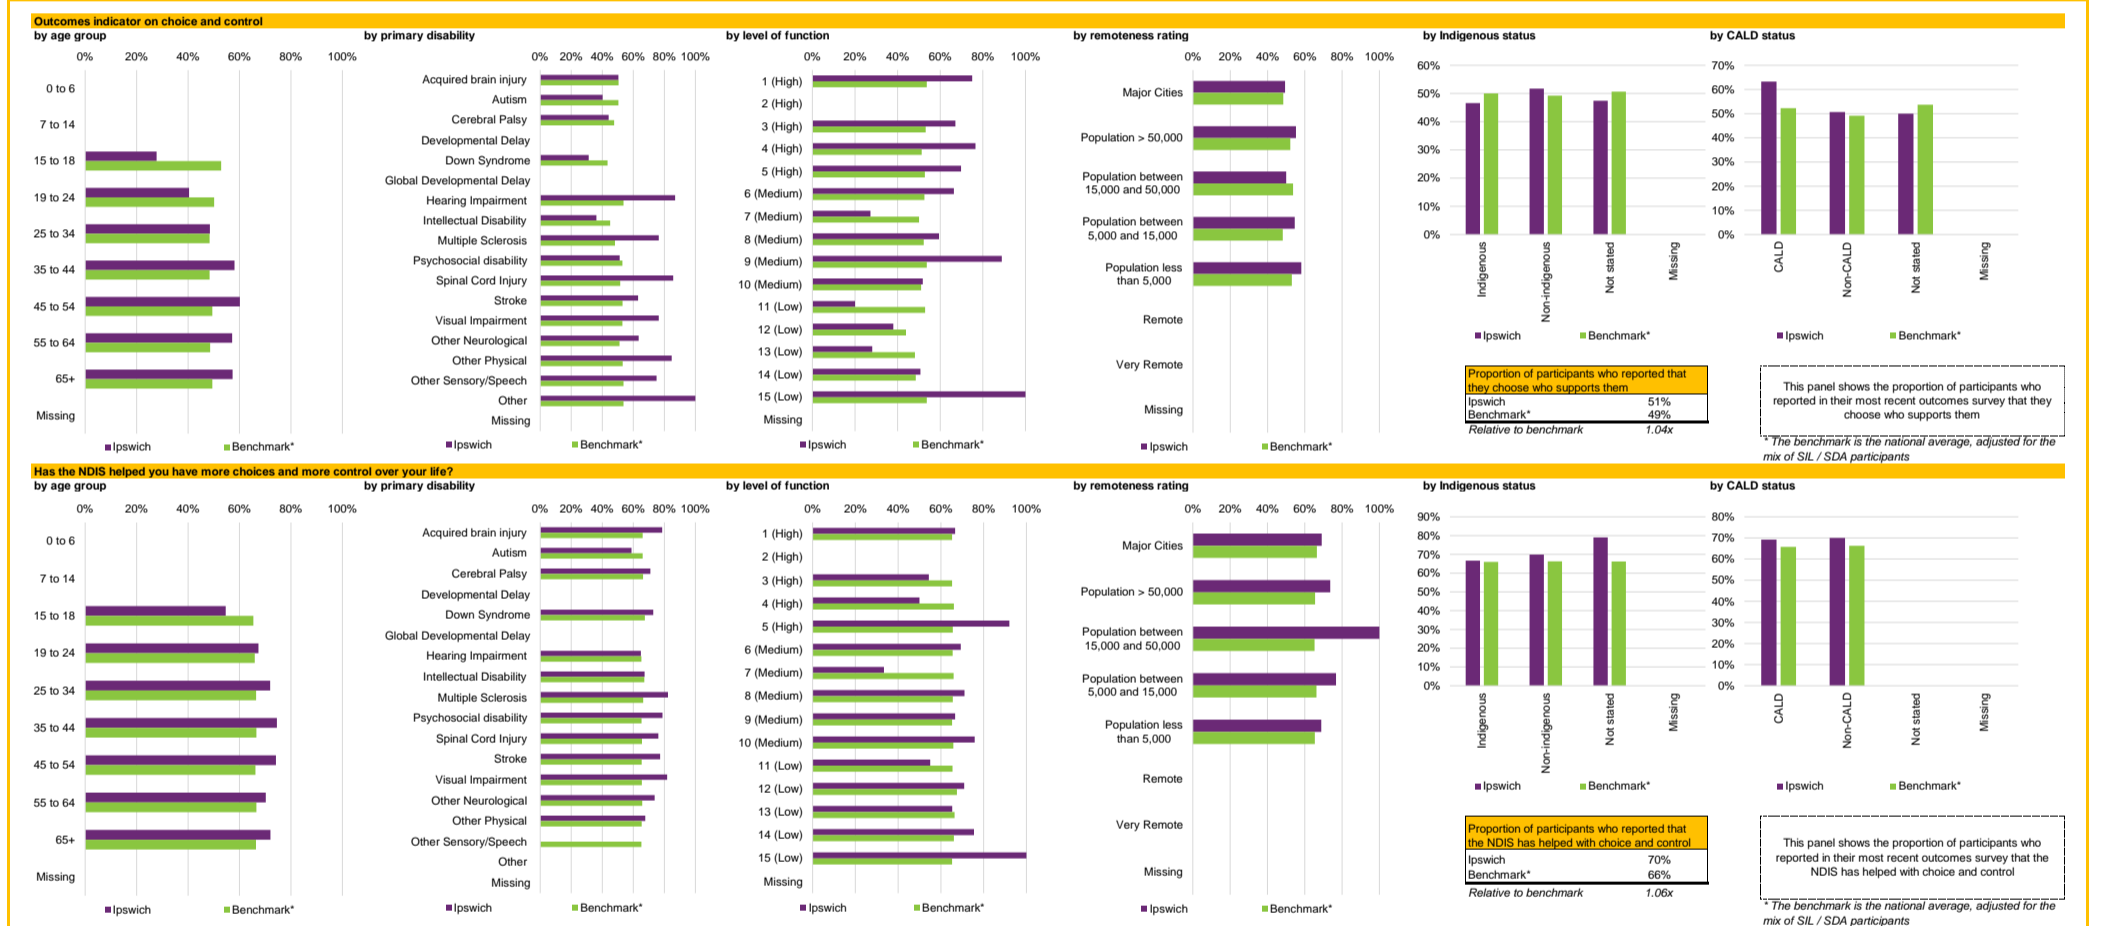 Outcomes indicator on choice and control
by age group
0% 20% 40% 60% 80% 100%
0 to 6
7 to 14
15 to 18
19 to 24
25 to 34
35 to 44
45 to 54
55 to 64
65+
Missing
Ipswich Benchmark*
by primary disability
0% 20% 40% 60% 80% 100%
Acquired brain injury
Autism
Cerebral Palsy
Developmental Delay
Down Syndrome
Global Developmental Delay
Hearing Impairment
Intellectual Disability
Multiple Sclerosis
Psychosocial disability
Spinal Cord Injury
Stroke
Visual Impairment
Other Neurological
Other Physical
Other Sensory/Speech
Other
Missing
Ipswich Benchmark*
by level of function
0% 20% 40% 60% 80% 100%
1 (High)
2 (High)
3 (High)
4 (High)
5 (High)
6 (Medium)
7 (Medium)
8 (Medium)
9 (Medium)
10 (Medium)
11 (Low)
12 (Low)
13 (Low)
14 (Low)
15 (Low)
Missing
Ipswich Benchmark*
by remoteness rating
0% 20% 40% 60% 80% 100%
Major Cities
Population > 50,000
Population between
15,000 and 50,000
Population between
5,000 and 15,000
Population less
than 5,000
Remote
Very Remote
Missing
Ipswich Benchmark*
by Indigenous status
60%
50%
40%
30%
20%
10%
0%
Indigenous
Non-indigenous
Not stated
Missing
Ipswich Benchmark*
by CALD status
70%
60%
50%
40%
30%
20%
10%
0%
CALD
Non-CALD
Not stated
Missing
Ipswich Benchmark*
Proportion of participants who reported that
they choose who supports them
Ipswich 51%
Benchmark* 49%
Relative to benchmark 1.04x
This panel shows the proportion of participants who
reported in their most recent outcomes survey that they
choose who supports them
* The benchmark is the national average, adjusted for the
mix of SIL / SDA participants
Has the NDIS helped you have more choices and more control over your life?
by age group
0% 20% 40% 60% 80% 100%
0 to 6
7 to 14
15 to 18
19 to 24
25 to 34
35 to 44
45 to 54
55 to 64
65+
Missing
Ipswich Benchmark*
by primary disability
0% 20% 40% 60% 80% 100%
Acquired brain injury
Autism
Cerebral Palsy
Developmental Delay
Down Syndrome
Global Developmental Delay
Hearing Impairment
Intellectual Disability
Multiple Sclerosis
Psychosocial disability
Spinal Cord Injury
Stroke
Visual Impairment
Other Neurological
Other Physical
Other Sensory/Speech
Other
Missing
Ipswich Benchmark*
by level of function
0% 20% 40% 60% 80% 100%
1 (High)
2 (High)
3 (High)
4 (High)
5 (High)
6 (Medium)
7 (Medium)
8 (Medium)
9 (Medium)
10 (Medium)
11 (Low)
12 (Low)
13 (Low)
14 (Low)
15 (Low)
Missing
Ipswich Benchmark*
by remoteness rating
0% 20% 40% 60% 80% 100%
Major Cities
Population > 50,000
Population between
15,000 and 50,000
Population between
5,000 and 15,000
Population less
than 5,000
Remote
Very Remote
Missing
Ipswich Benchmark*
by Indigenous status
90%
80%
70%
60%
50%
40%
30%
20%
10%
0%
Indigenous
Non-indigenous
Not stated
Missing
Ipswich Benchmark*
by CALD status
80%
70%
60%
50%
40%
30%
20%
10%
0%
CALD
Non-CALD
Not stated
Missing
Ipswich Benchmark*
Proportion of participants who reported that
the NDIS has helped with choice and control
Ipswich 70%
Benchmark* 66%
Relative to benchmark 1.06x
This panel shows the proportion of participants who
reported in their most recent outcomes survey that the
NDIS has helped with choice and control
* The benchmark is the national average, adjusted for the
mix of SIL / SDA participants